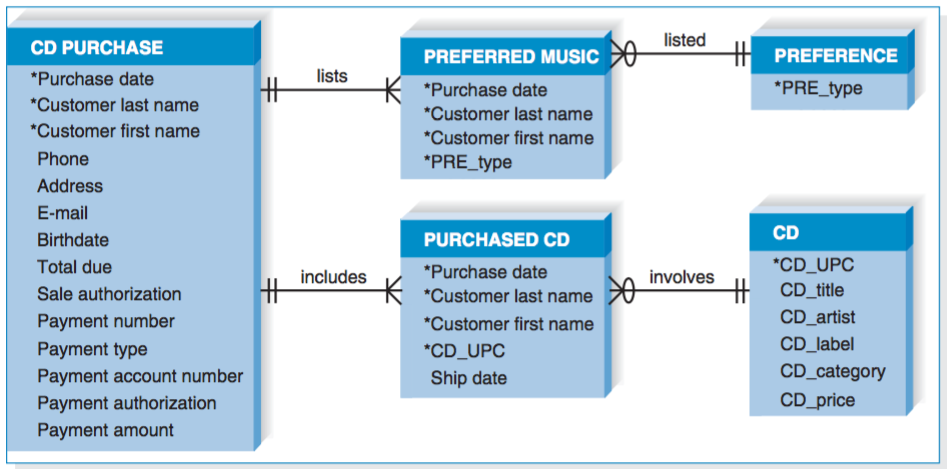 CD PURCHASE
*Purchase date
*Customer last name
*Customer first name
Phone
Address
E-mail
Birthdate
Total due
Sale authorization
Payment number
Payment type
Payment account number
Payment authorization
Payment amount
lists
PREFERRED MUSIC
*Purchase date
*Customer last name
*Customer first name
*PRE_type
listed
PREFERENCE
*PRE_type
includes
PURCHASED CD
*Purchase date
*Customer last name
*Customer first name
*CD_UPC
Ship date
involves
CD
*CD_UPC
CD_title
CD_artist
CD_label
CD_category
CD_price